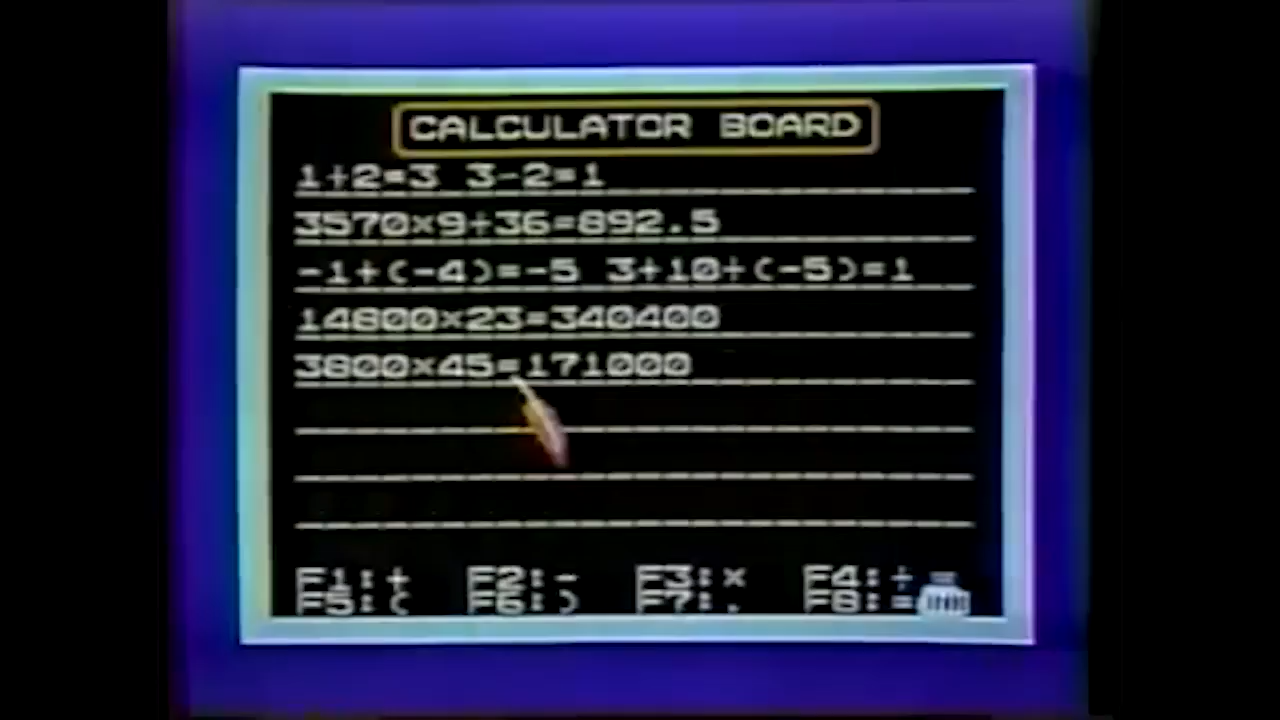 CALCULATOR BOARD
1+2=3 3-2=1
3570×9÷36=892.5
-1+(-4)=-5 3+10÷(-5)=1
14800×23=340400
3800×45=171000
F1:+ F2:- F3:× F4:÷
F5:( F6:) F7:. F8:=
INK